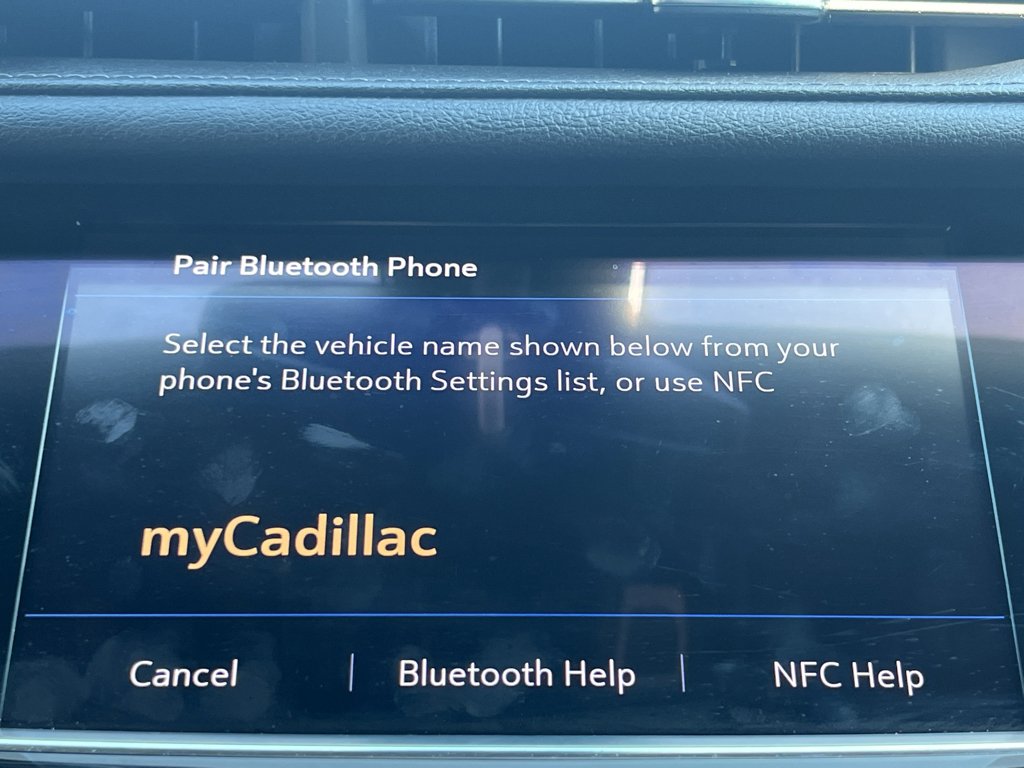 Pair Bluetooth Phone
Select the vehicle name shown below from your
phone's Bluetooth Settings list, or use NFC
myCadillac
Cancel
Bluetooth Help
NFC Help